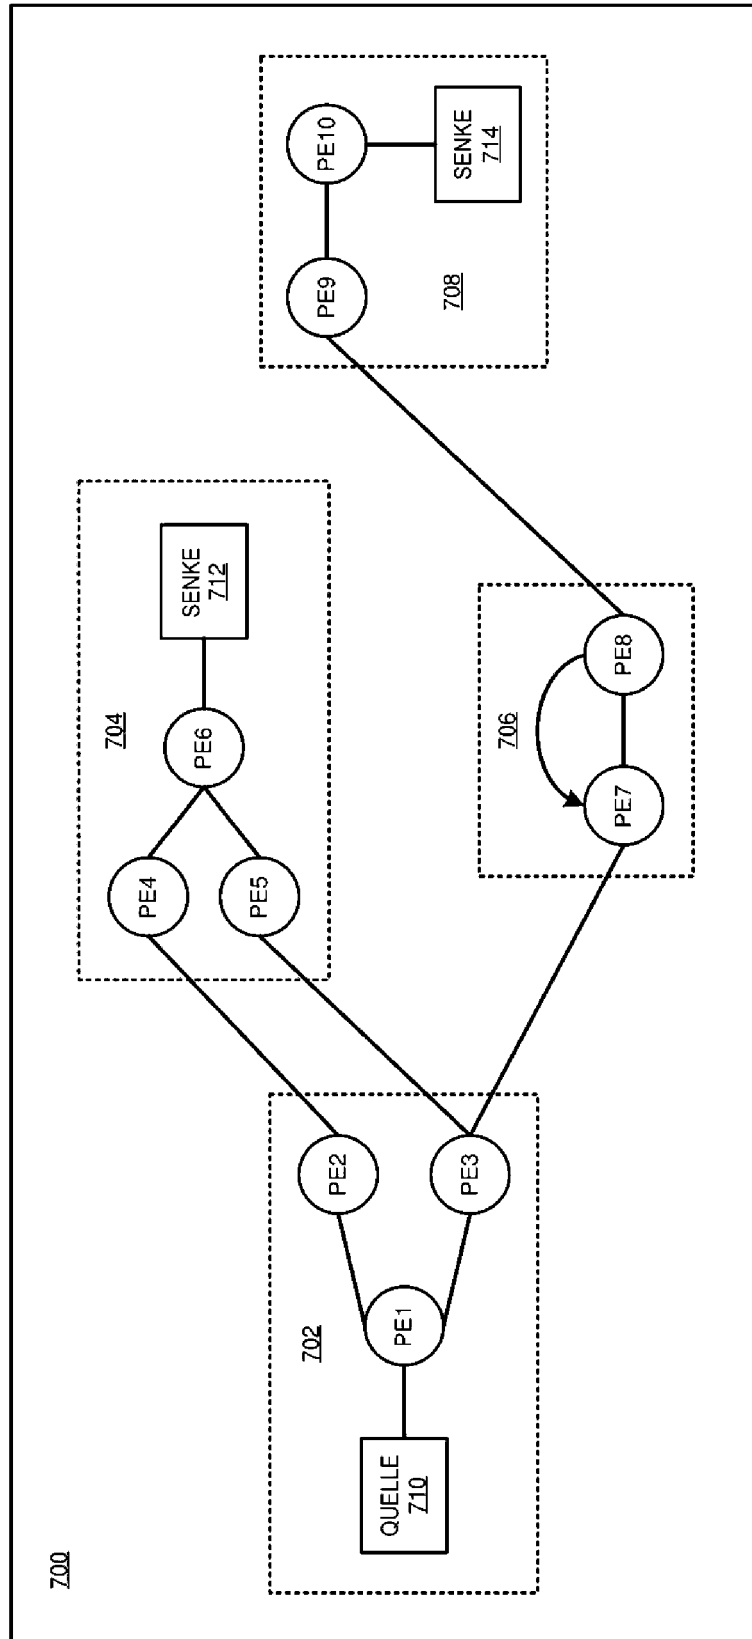 700
702
QUELLE
710
PE1
PE2
PE3
704
PE4
PE5
PE6
SENKE
712
706
PE7
PE8
708
PE9
PE10
SENKE
714